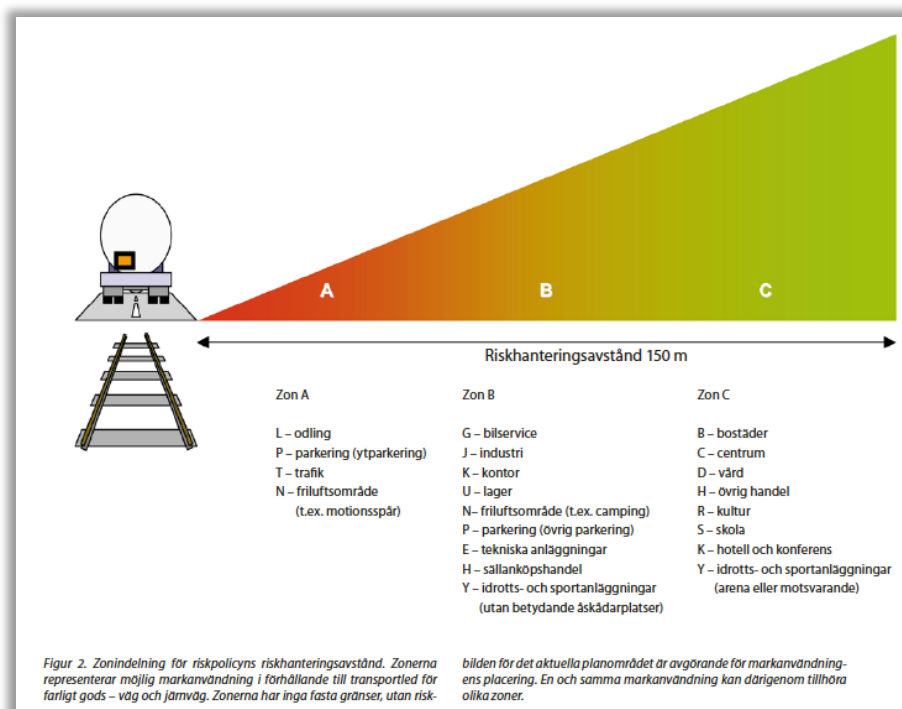 A
B
C
Riskhanteringsavstånd 150 m
Zon A
L – odling
P – parkering (ytparkering)
T – trafik
N – friluftsområde
(t.ex. motionsspår)
Zon B
G – bilservice
J – industri
K – kontor
U – lager
N– friluftsområde (t.ex. camping)
P – parkering (övrig parkering)
E – tekniska anläggningar
H – sällanköpshandel
Y – idrotts- och sportanläggningar
(utan betydande åskådarplatser)
Zon C
B – bostäder
C – centrum
D – vård
H – övrig handel
R – kultur
S – skola
K – hotell och konferens
Y – idrotts- och sportanläggningar
(arena eller motsvarande)
Figur 2. Zonindelning för riskpolicyns riskhanteringsavstånd. Zonerna
representerar möjlig markanvändning i förhållande till transportled för
farligt gods – väg och järnväg. Zonerna har inga fasta gränser, utan risk-
bilden för det aktuella planområdet är avgörande för markanvändning-
ens placering. En och samma markanvändning kan därigenom tillhöra
olika zoner.